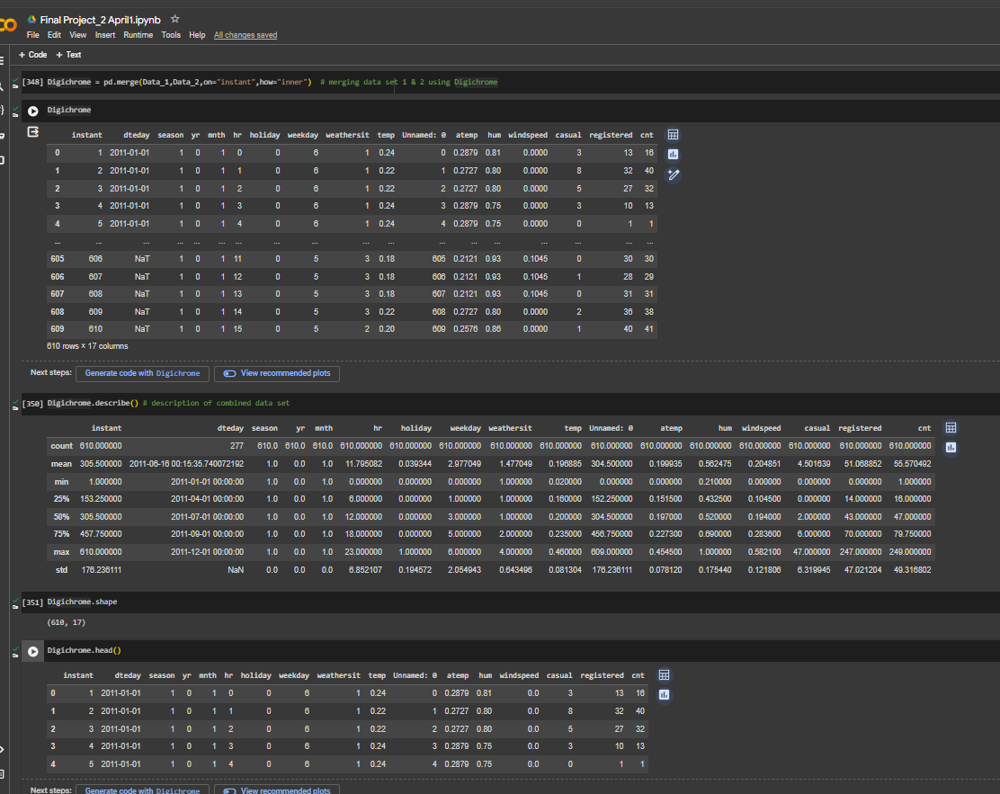 Final Project_2 April1.ipynb
File Edit View Insert Runtime Tools Help All changes saved
+ Code + Text
[348] Digichrome = pd.merge(Data_1,Data_2,on="instant",how="inner") # merging data set 1 & 2 using Digichrome
Digichrome
instant dteday season yr mnth hr holiday weekday weathersit temp Unnamed: 0 atemp hum windspeed casual registered cnt
0 1 2011-01-01 1 0 1 0 0 6 1 0.24 0 0.2879 0.81 0.0000 3 13 16
1 2 2011-01-01 1 0 1 1 0 6 1 0.22 1 0.2727 0.80 0.0000 8 32 40
2 3 2011-01-01 1 0 1 2 0 6 1 0.22 2 0.2727 0.80 0.0000 5 27 32
3 4 2011-01-01 1 0 1 3 0 6 1 0.24 3 0.2879 0.75 0.0000 3 10 13
4 5 2011-01-01 1 0 1 4 0 6 1 0.24 4 0.2879 0.75 0.0000 0 1 1
... ... ... ... ... ... ... ... ... ... ... ... ... ... ... ... ... ...
605 606 NaT 1 0 1 11 0 5 3 0.18 605 0.2121 0.93 0.1045 0 30 30
606 607 NaT 1 0 1 12 0 5 3 0.18 606 0.2121 0.93 0.1045 1 28 29
607 608 NaT 1 0 1 13 0 5 3 0.18 607 0.2121 0.93 0.1045 0 31 31
608 609 NaT 1 0 1 14 0 5 3 0.22 608 0.2727 0.80 0.0000 2 36 38
609 610 NaT 1 0 1 15 0 5 2 0.20 609 0.2576 0.86 0.0000 1 40 41
610 rows × 17 columns
Next steps: Generate code with Digichrome View recommended plots
[350] Digichrome.describe() # description of combined data set
instant dteday season yr mnth hr holiday weekday weathersit temp Unnamed: 0 atemp hum windspeed casual registered cnt
count 610.000000 277 610.0 610.0 610.0 610.000000 610.000000 610.000000 610.000000 610.000000 610.000000 610.000000 610.000000 610.000000 610.000000 610.000000 610.000000
mean 305.500000 2011-06-16 00:15:35.740072192 1.0 0.0 1.0 11.795082 0.039344 2.977049 1.477049 0.196885 304.500000 0.199935 0.562475 0.204851 4.501639 51.068852 55.570492
min 1.000000 2011-01-01 00:00:00 1.0 0.0 1.0 0.000000 0.000000 0.000000 1.000000 0.020000 0.000000 0.000000 0.210000 0.000000 0.000000 0.000000 1.000000
25% 153.250000 2011-04-01 00:00:00 1.0 0.0 1.0 6.000000 0.000000 1.000000 1.000000 0.160000 152.250000 0.151500 0.432500 0.104500 0.000000 14.000000 16.000000
50% 305.500000 2011-07-01 00:00:00 1.0 0.0 1.0 12.000000 0.000000 3.000000 1.000000 0.200000 304.500000 0.197000 0.520000 0.194000 2.000000 43.000000 47.000000
75% 457.750000 2011-09-01 00:00:00 1.0 0.0 1.0 18.000000 0.000000 5.000000 2.000000 0.235000 456.750000 0.227300 0.690000 0.283600 6.000000 70.000000 79.750000
max 610.000000 2011-12-01 00:00:00 1.0 0.0 1.0 23.000000 1.000000 6.000000 4.000000 0.460000 609.000000 0.454500 1.000000 0.582100 47.000000 247.000000 249.000000
std 176.236111 NaN 0.0 0.0 0.0 6.852107 0.194572 2.054943 0.643496 0.081304 176.236111 0.078120 0.175440 0.121806 6.319945 47.021204 49.316802
[351] Digichrome.shape
(610, 17)
Digichrome.head()
instant dteday season yr mnth hr holiday weekday weathersit temp Unnamed: 0 atemp hum windspeed casual registered cnt
0 1 2011-01-01 1 0 1 0 0 6 1 0.24 0 0.2879 0.81 0.0 3 13 16
1 2 2011-01-01 1 0 1 1 0 6 1 0.22 1 0.2727 0.80 0.0 8 32 40
2 3 2011-01-01 1 0 1 2 0 6 1 0.22 2 0.2727 0.80 0.0 5 27 32
3 4 2011-01-01 1 0 1 3 0 6 1 0.24 3 0.2879 0.75 0.0 3 10 13
4 5 2011-01-01 1 0 1 4 0 6 1 0.24 4 0.2879 0.75 0.0 0 1 1
Next steps: Generate code with Digichrome View recommended plots